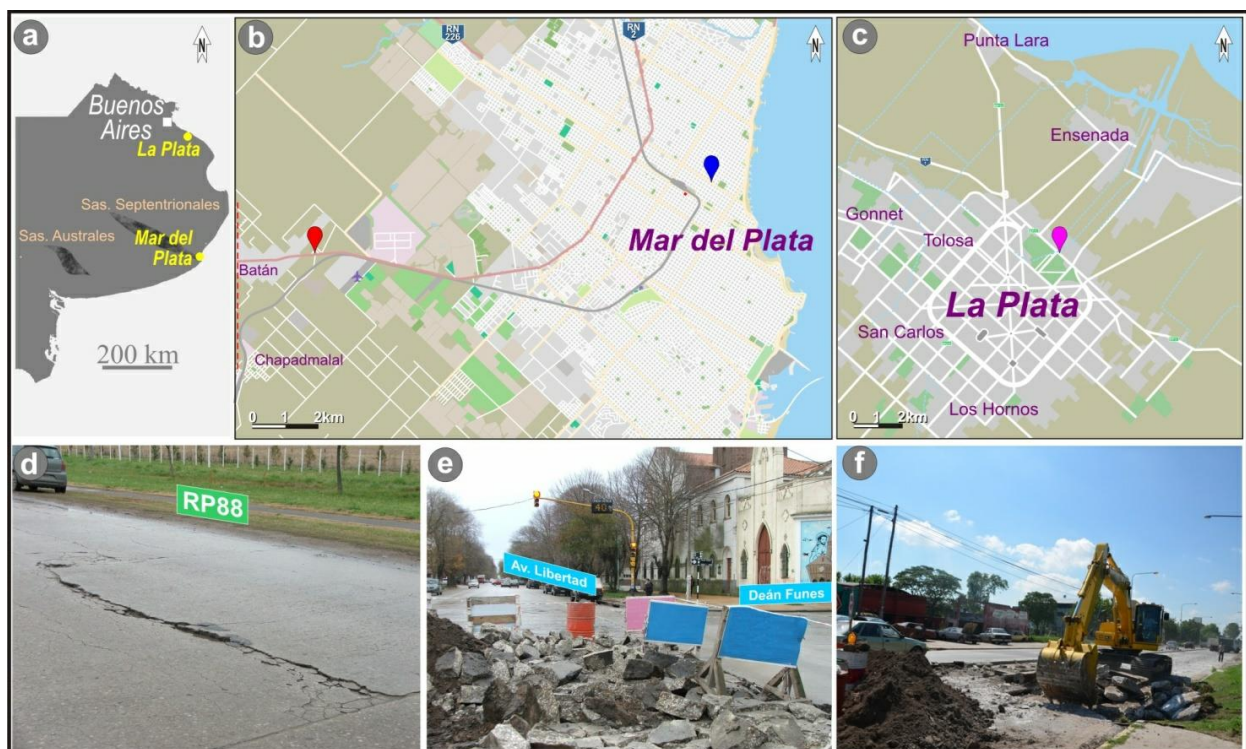 a
N
Buenos
Aires
La Plata
Sas. Septentrionales
Sas. Australes
Mar del
Plata
200 km
b
RN
226
RN
2
N
Mar del Plata
Batán
Chapadmalal
0 1 2km
c
N
Punta Lara
Ensenada
Gonnet
Tolosa
La Plata
San Carlos
Los Hornos
0 1 2km
d
RP88
e
40
Av. Libertad
Deán Funes
f